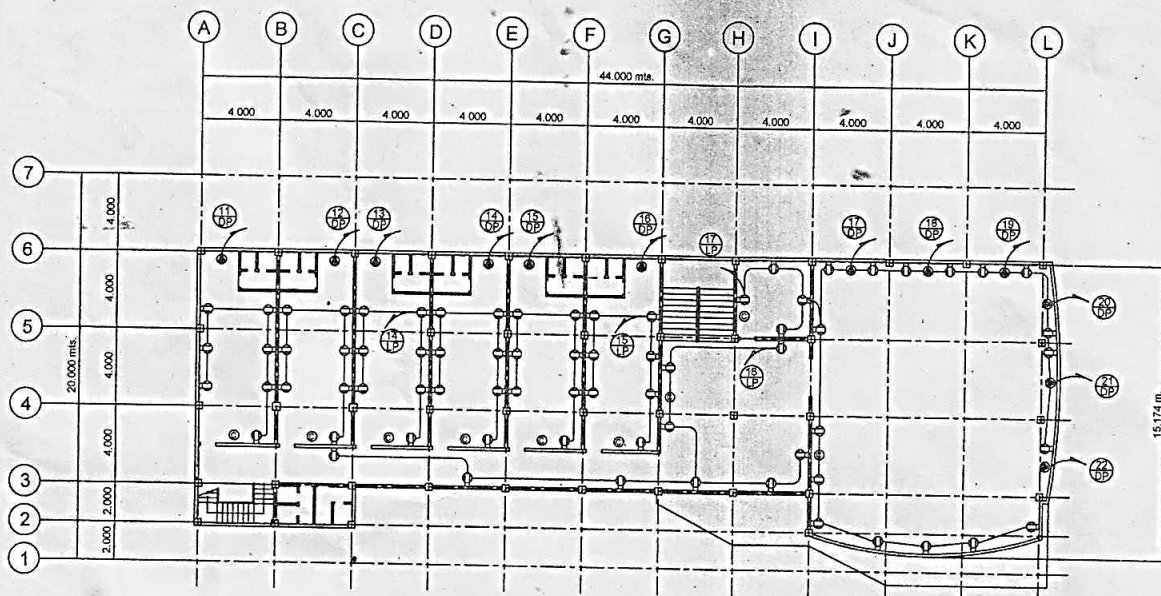 A B C D E F G H I J K L
44.000 mts.
4.000 4.000 4.000 4.000 4.000 4.000 4.000 4.000 4.000 4.000 4.000
7
4.000
11 DP 12 DP 13 DP 14 DP 15 DP 16 DP 17 LP 17 DP 18 DP 19 DP
6
4.000
20 DP
5
C
14 LP 15 LP
20.000 mts.
4.000
18 LP
21 DP
4
15.174 m.
C C C C C C
4.000
22 DP
3
2.000
2
2.000
1